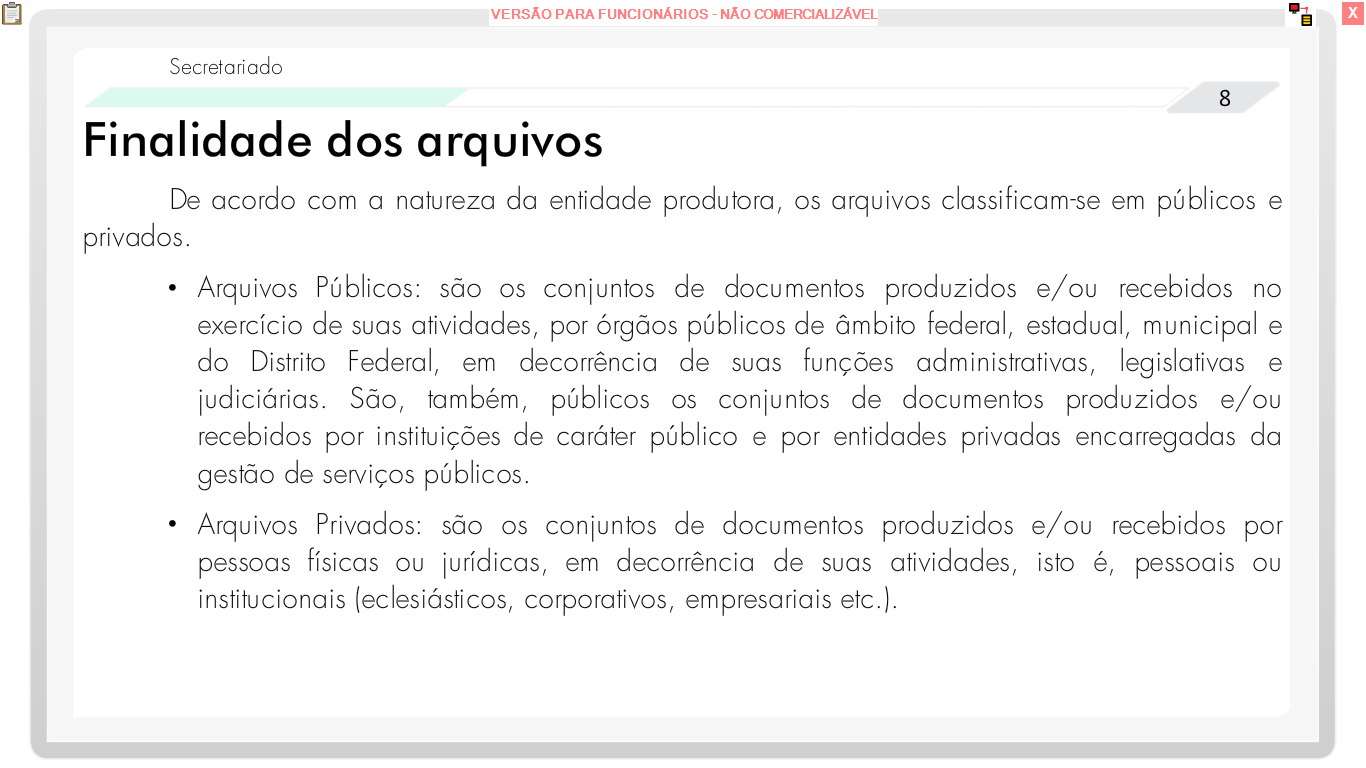 VERSÃO PARA FUNCIONÁRIOS - NÃO COMERCIALIZÁVEL
X
Secretariado
8
Finalidade dos arquivos
De acordo com a natureza da entidade produtora, os arquivos classificam-se em públicos e
privados.
• Arquivos Públicos: são os conjuntos de documentos produzidos e/ou recebidos no
exercício de suas atividades, por órgãos públicos de âmbito federal, estadual, municipal e
do Distrito Federal, em decorrência de suas funções administrativas, legislativas e
judiciárias. São, também, públicos os conjuntos de documentos produzidos e/ou
recebidos por instituições de caráter público e por entidades privadas encarregadas da
gestão de serviços públicos.
• Arquivos Privados: são os conjuntos de documentos produzidos e/ou recebidos por
pessoas físicas ou jurídicas, em decorrência de suas atividades, isto é, pessoais ou
institucionais (eclesiásticos, corporativos, empresariais etc.).